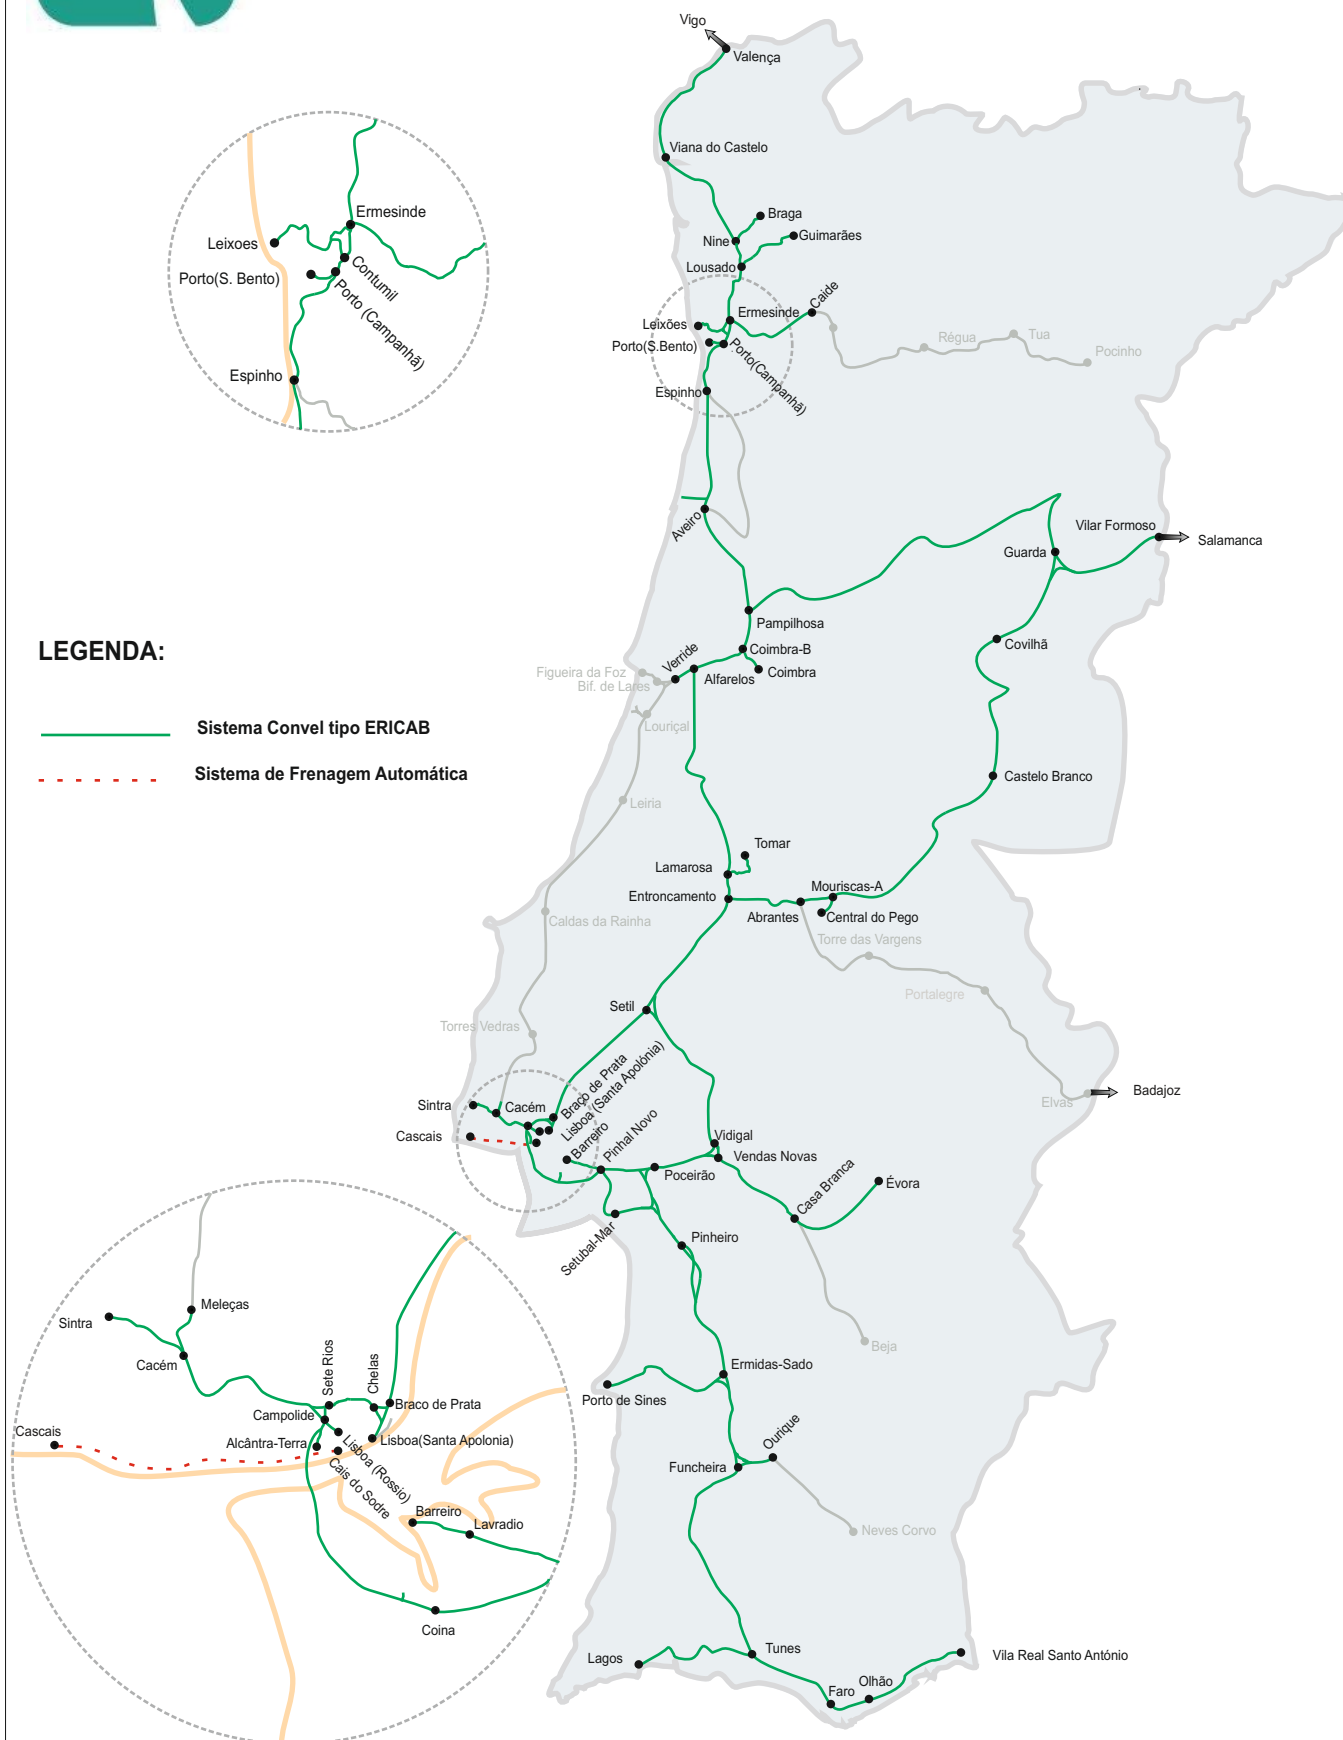 Vigo
Valença
Viana do Castelo
Braga
Nine
Guimarães
Lousado
Caide
Ermesinde
Leixões
Porto(S.Bento)
Porto(Campanhã)
Régua
Tua
Pocinho
Espinho
Ermesinde
Leixoes
Porto(S. Bento)
Contumil
Porto (Campanhã)
Espinho
Aveiro
Vilar Formoso
Salamanca
Guarda
Pampilhosa
Covilhã
Coimbra-B
Verride
Coimbra
Alfarelos
Figueira da Foz
Bif. de Lares
Louriçal
LEGENDA:
Sistema Convel tipo ERICAB
Sistema de Frenagem Automática
Castelo Branco
Leiria
Tomar
Lamarosa
Entroncamento
Mouriscas-A
Abrantes
Central do Pego
Caldas da Rainha
Torre das Vargens
Portalegre
Setil
Torres Vedras
Elvas
Badajoz
Sintra
Cacém
Braço de Prata
Lisboa (Santa Apolónia)
Cascais
Barreiro
Pinhal Novo
Vidigal
Vendas Novas
Poceirão
Casa Branca
Évora
Setubal-Mar
Pinheiro
Beja
Ermidas-Sado
Porto de Sines
Ourique
Funcheira
Neves Corvo
Meleças
Sintra
Cacém
Sete Rios
Chelas
Braco de Prata
Campolide
Cascais
Alcântra-Terra
Lisboa(Santa Apolonia)
Lisboa (Rossio)
Cais do Sodre
Barreiro
Lavradio
Coina
Tunes
Lagos
Vila Real Santo António
Olhão
Faro